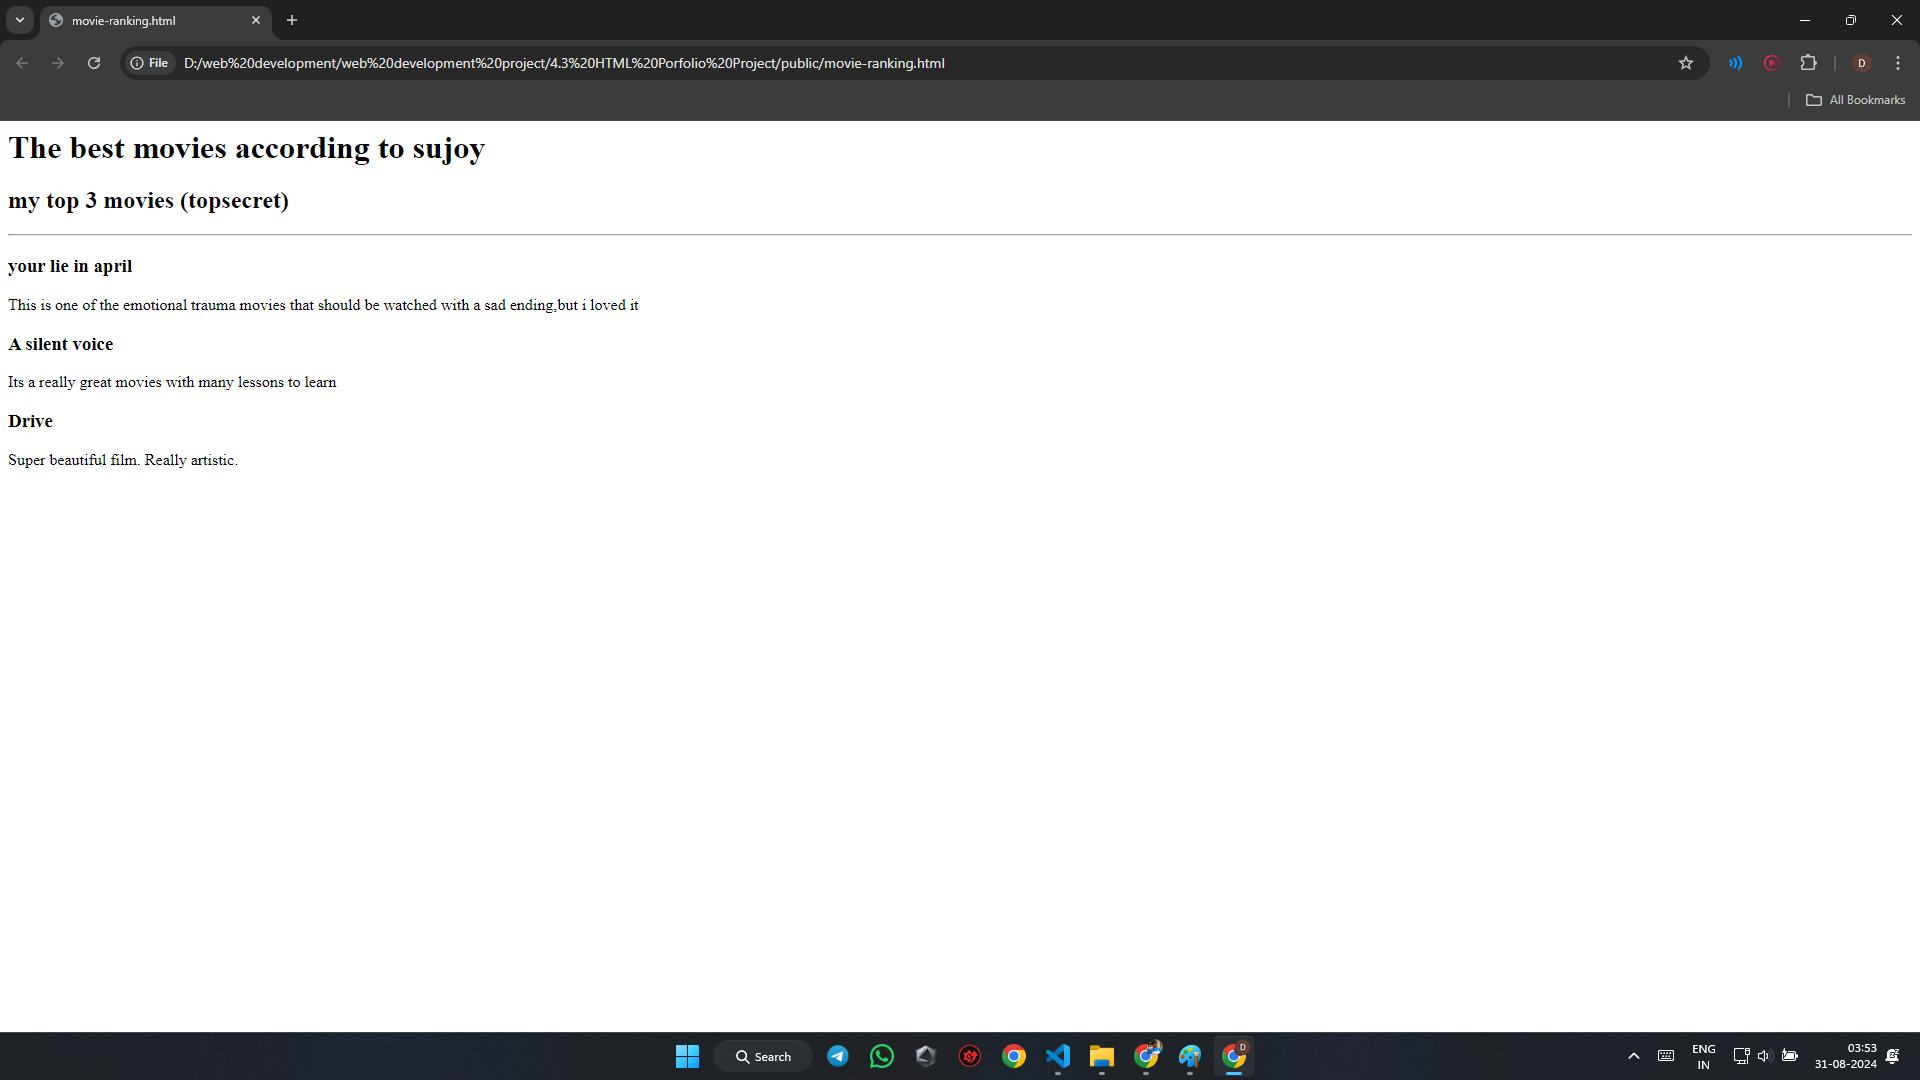 movie-ranking.html
File
D:/web%20development/web%20development%20project/4.3%20HTML%20Porfolio%20Project/public/movie-ranking.html
D
All Bookmarks
The best movies according to sujoy
my top 3 movies (topsecret)
your lie in april
This is one of the emotional trauma movies that should be watched with a sad ending,but i loved it
A silent voice
Its a really great movies with many lessons to learn
Drive
Super beautiful film. Really artistic.
Search
D
ENG
IN
03:53
31-08-2024